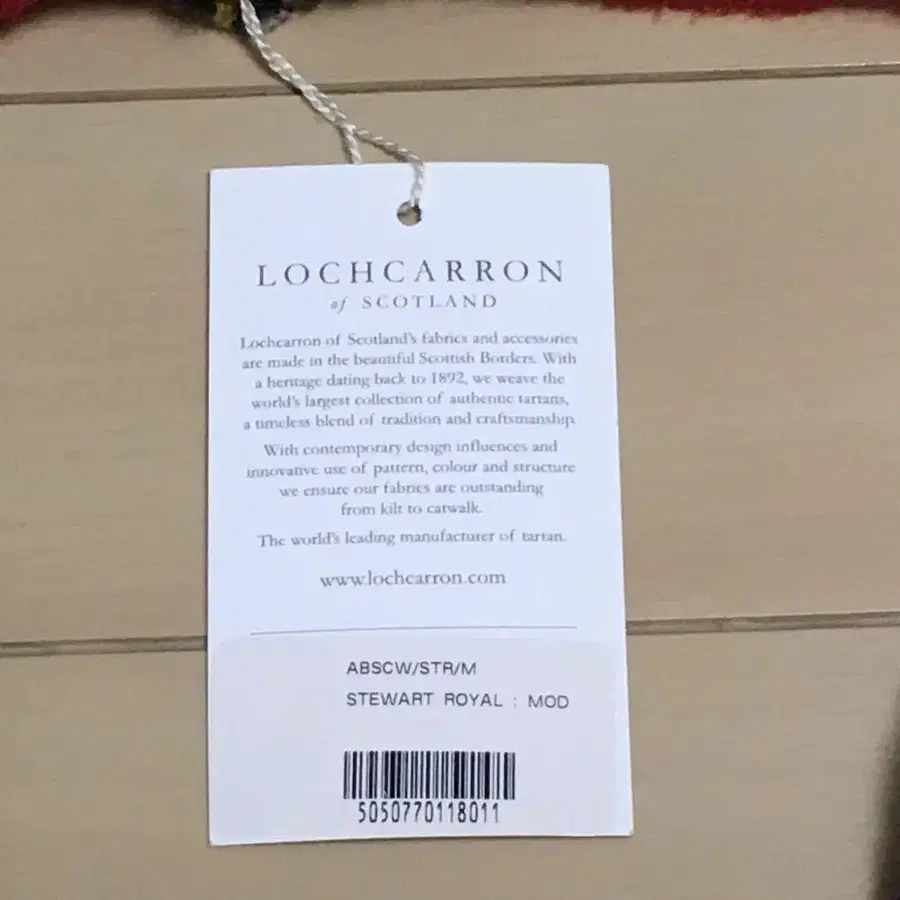 LOCHCARRON
of SCOTLAND
Lochcarron of Scotland's fabrics and accessories
are made in the beautiful Scottish Borders. With
a heritage dating back to 1892, we weave the
world's largest collection of authentic tartans,
a timeless blend of tradition and craftsmanship.
With contemporary design influences and
innovative use of pattern, colour and structure
we ensure our fabrics are outstanding
from kilt to catwalk.
The world's leading manufacturer of tartan.
www.lochcarron.com
ABSCW/STR/M
STEWART ROYAL : MOD
5050770118011